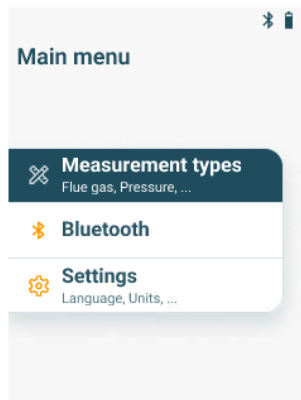 Main menu
Measurement types
Flue gas, Pressure, ...
Bluetooth
Settings
Language, Units, ...